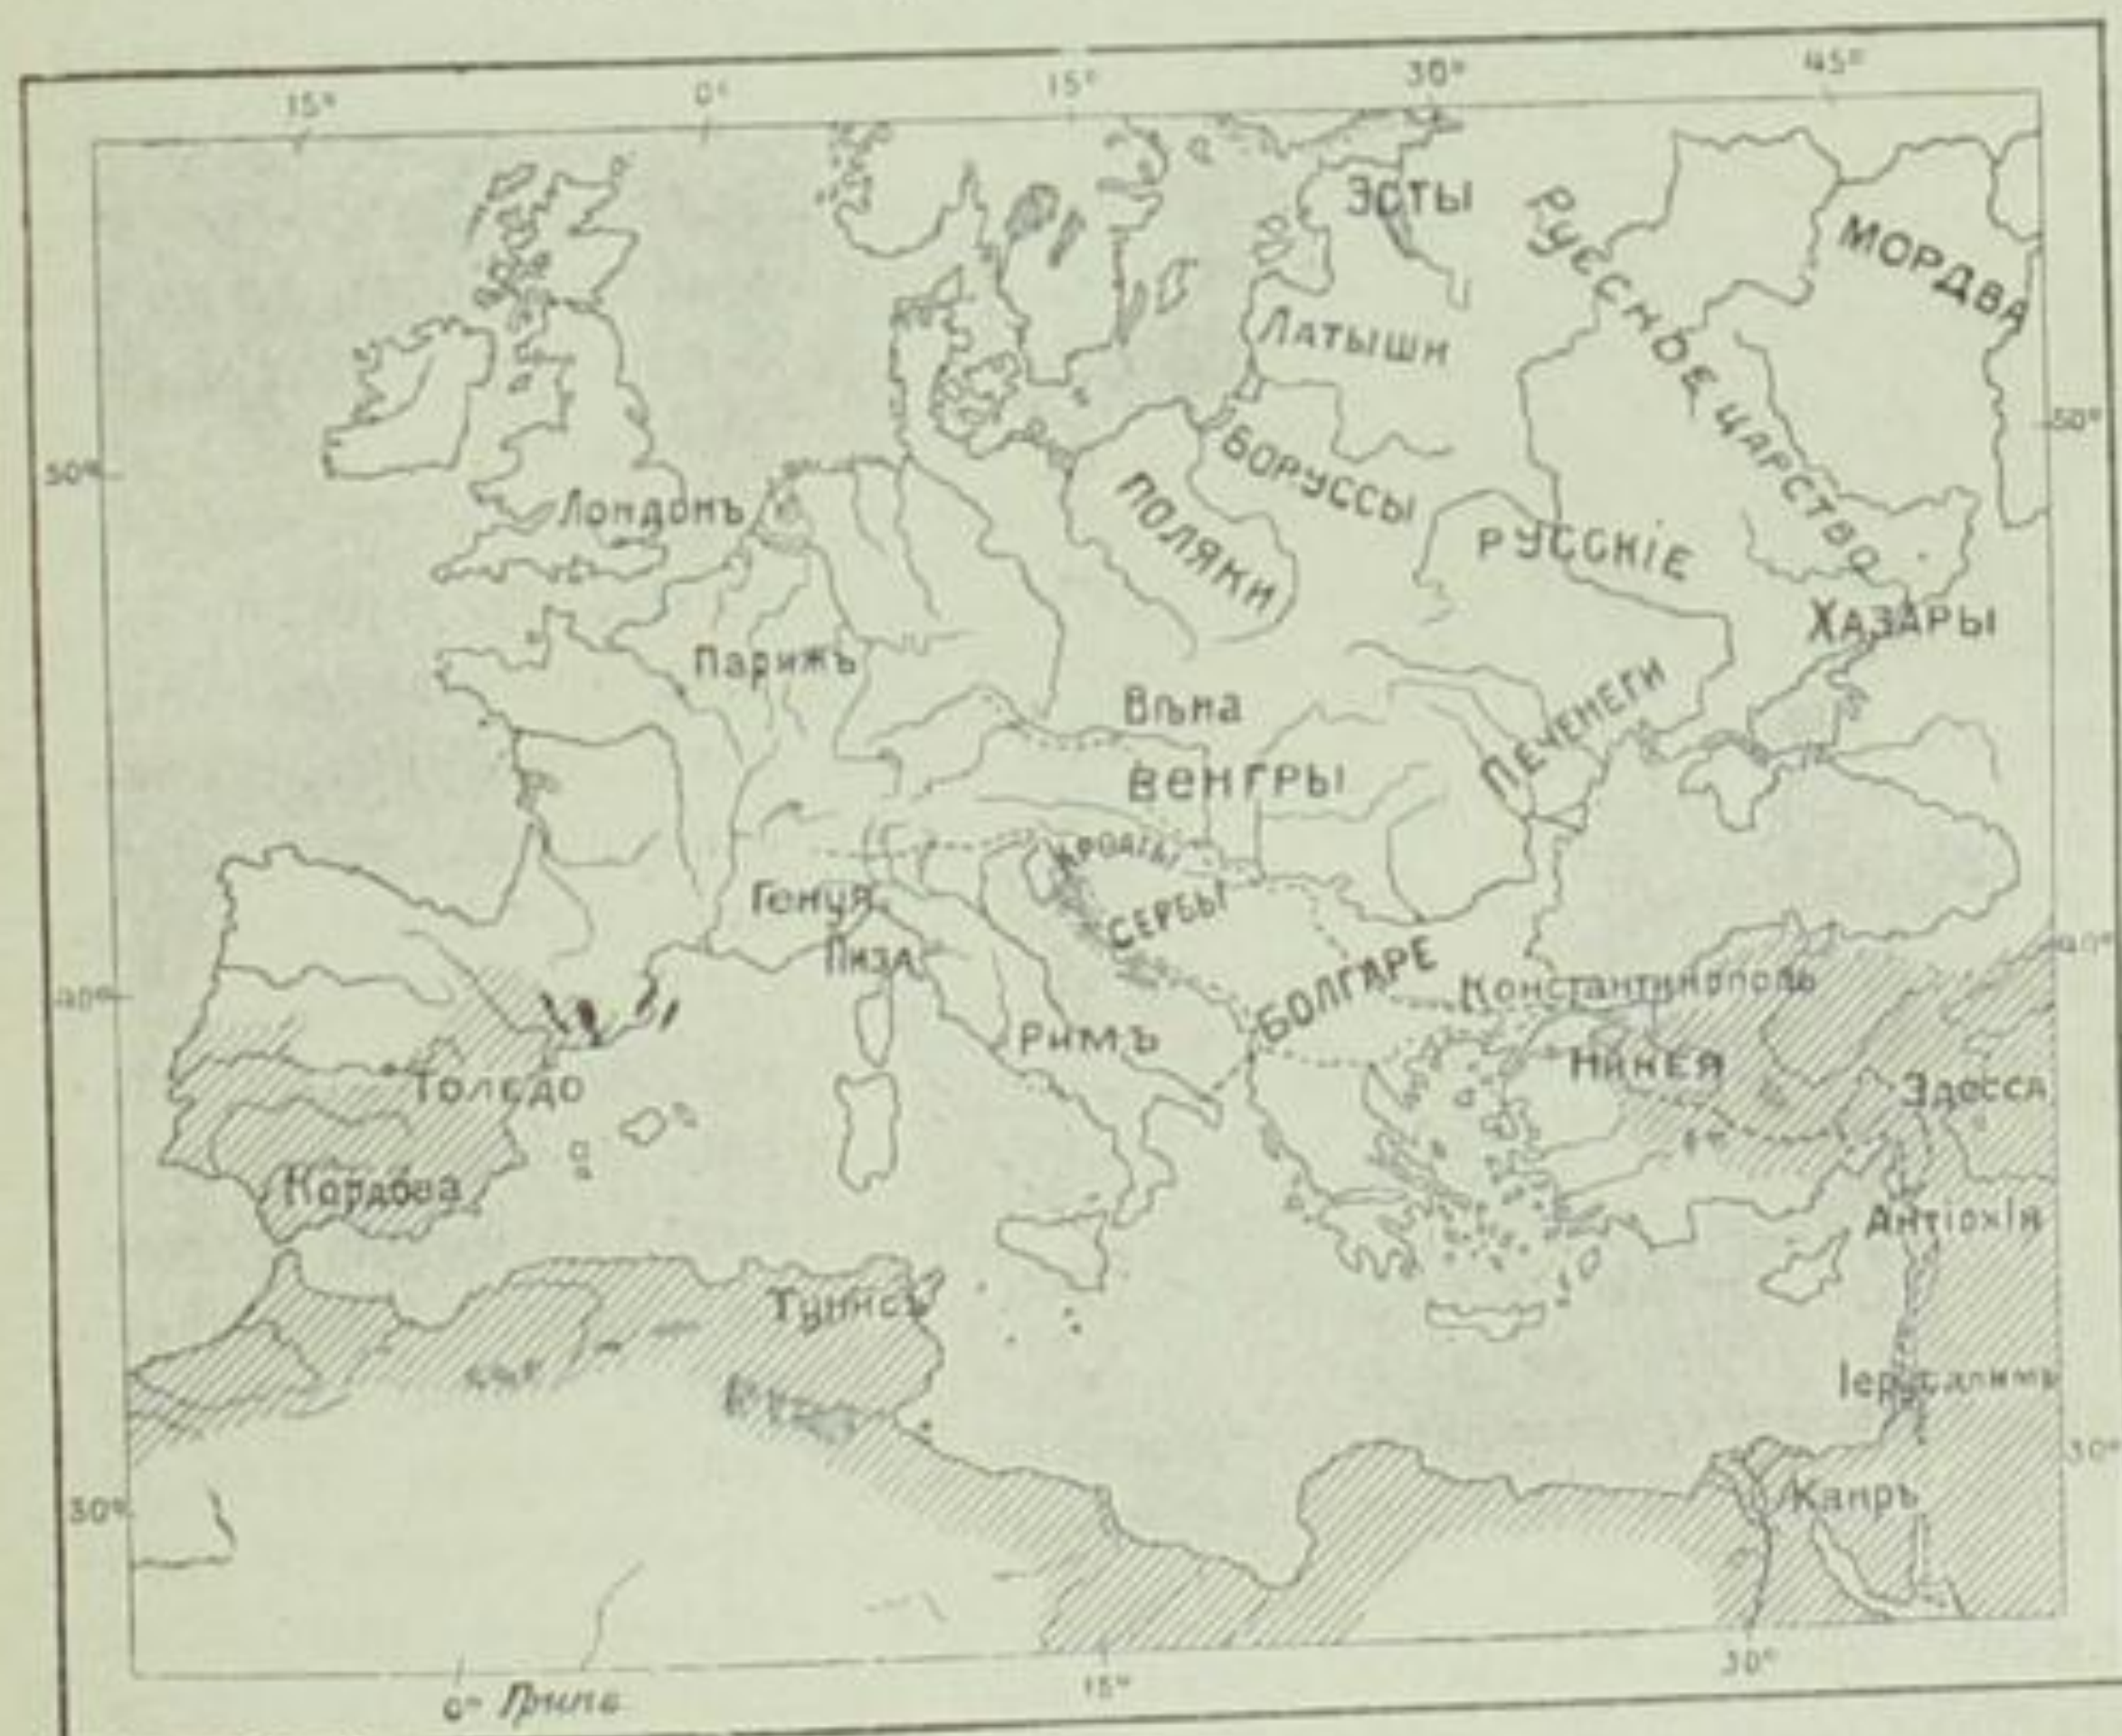 15° 0° 15° 30° 45°
ЭСТЫ
РУССКОЕ ЦАРСТВО
МОРДВА
ЛАТЫШИ
50°
50°
БОРУССЫ
ПОЛЯКИ
Лондонъ
РУССКІЕ
ХАЗАРЫ
Парижъ
Вѣна
ПЕЧЕНЕГИ
ВЕНГРЫ
КРОАТЫ
Генуя
СЕРБЫ
Пиза
БОЛГАРЕ
40°
40°
Константинополь
Римъ
Никея
Эдесса
Толедо
Кордова
Антіохія
Тунисъ
Іерусалимъ
30°
30°
Каиръ
0°
15°
30°